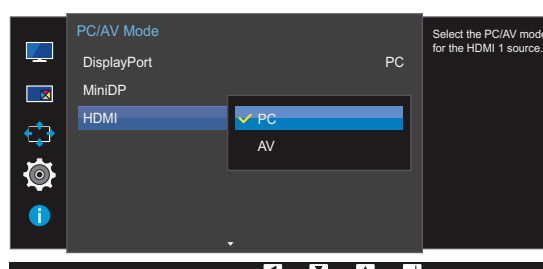 PC/AV Mode
DisplayPort PC
MiniDP
HDMI
PC
AV
Select the PC/AV mode
for the HDMI 1 source.